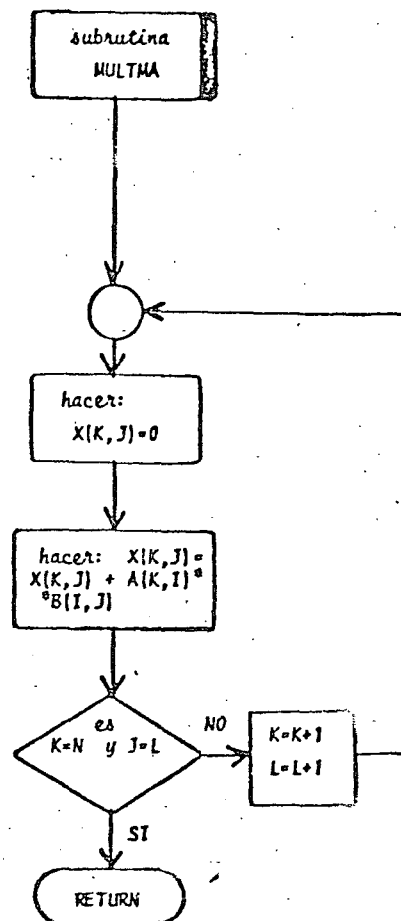 subrutina
MULTMA
hacer:
X(K,J)=0
hacer: X(K,J)=
X(K,J) + A(K,I)*
*B(I,J)
es
K=N y J=L
NO
K=K+1
L=L+1
SI
RETURN